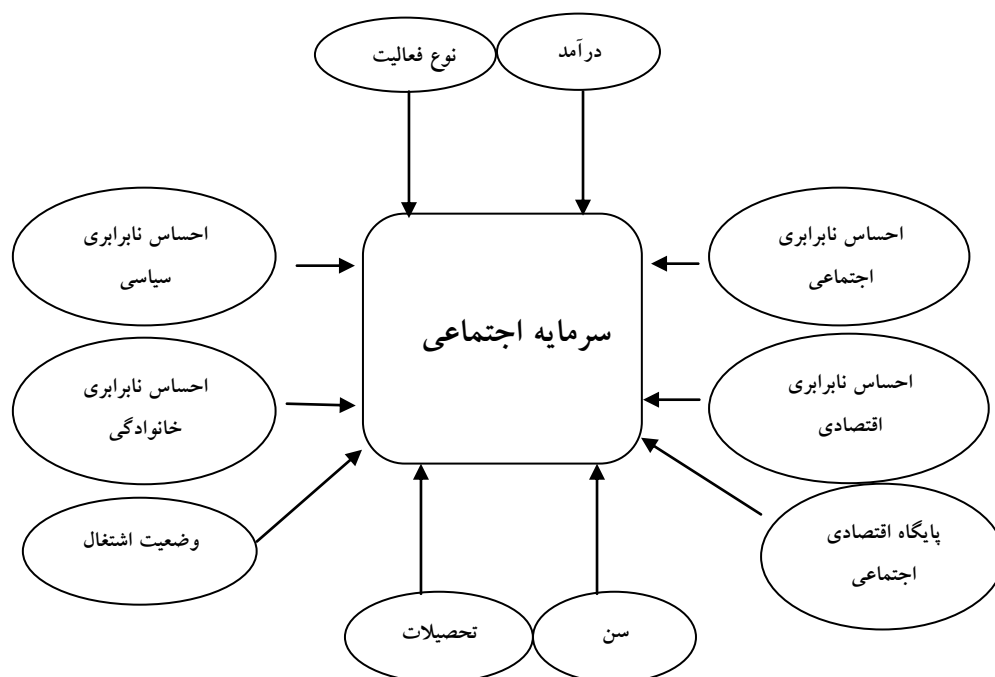 درآمد
نوع فعالیت
احساس نابرابری
اجتماعی
احساس نابرابری
سیاسی
سرمایه اجتماعی
احساس نابرابری
اقتصادی
احساس نابرابری
خانوادگی
پایگاه اقتصادی
اجتماعی
وضعیت اشتغال
سن
تحصیلات